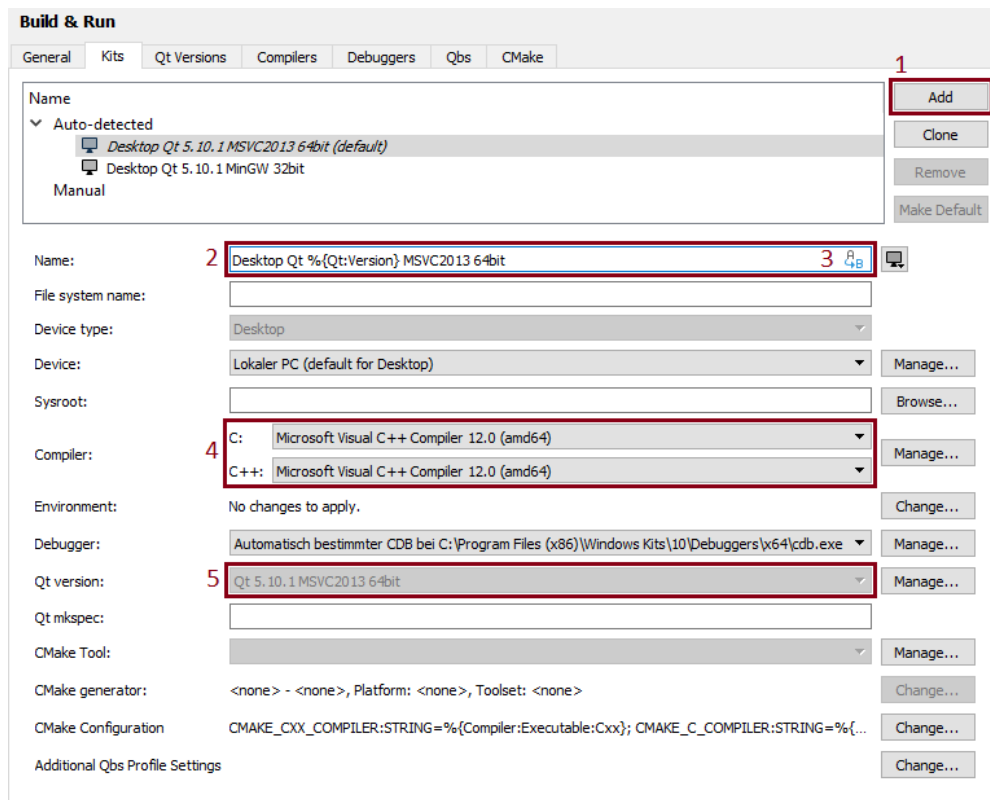 Build & Run
General Kits Qt Versions Compilers Debuggers Qbs CMake
1
Name
Add
Auto-detected
Desktop Qt 5.10.1 MSVC2013 64bit (default)
Clone
Desktop Qt 5.10.1 MinGW 32bit
Remove
Manual
Make Default
Name: 2 Desktop Qt %{Qt:Version} MSVC2013 64bit 3 B
File system name:
Device type: Desktop
Device: Lokaler PC (default for Desktop) Manage...
Sysroot: Browse...
Compiler: 4 C: Microsoft Visual C++ Compiler 12.0 (amd64)
Manage...
C++: Microsoft Visual C++ Compiler 12.0 (amd64)
Environment: No changes to apply. Change...
Debugger: Automatisch bestimmter CDB bei C:\Program Files (x86)\Windows Kits\10\Debuggers\x64\cdb.exe Manage...
Qt version: 5 Qt 5.10.1 MSVC2013 64bit Manage...
Qt mkspec:
CMake Tool: Manage...
CMake generator: <none> - <none>, Platform: <none>, Toolset: <none> Change...
CMake Configuration CMAKE_CXX_COMPILER:STRING=%{Compiler:Executable:Cxx}; CMAKE_C_COMPILER:STRING=%{... Change...
Additional Qbs Profile Settings Change...